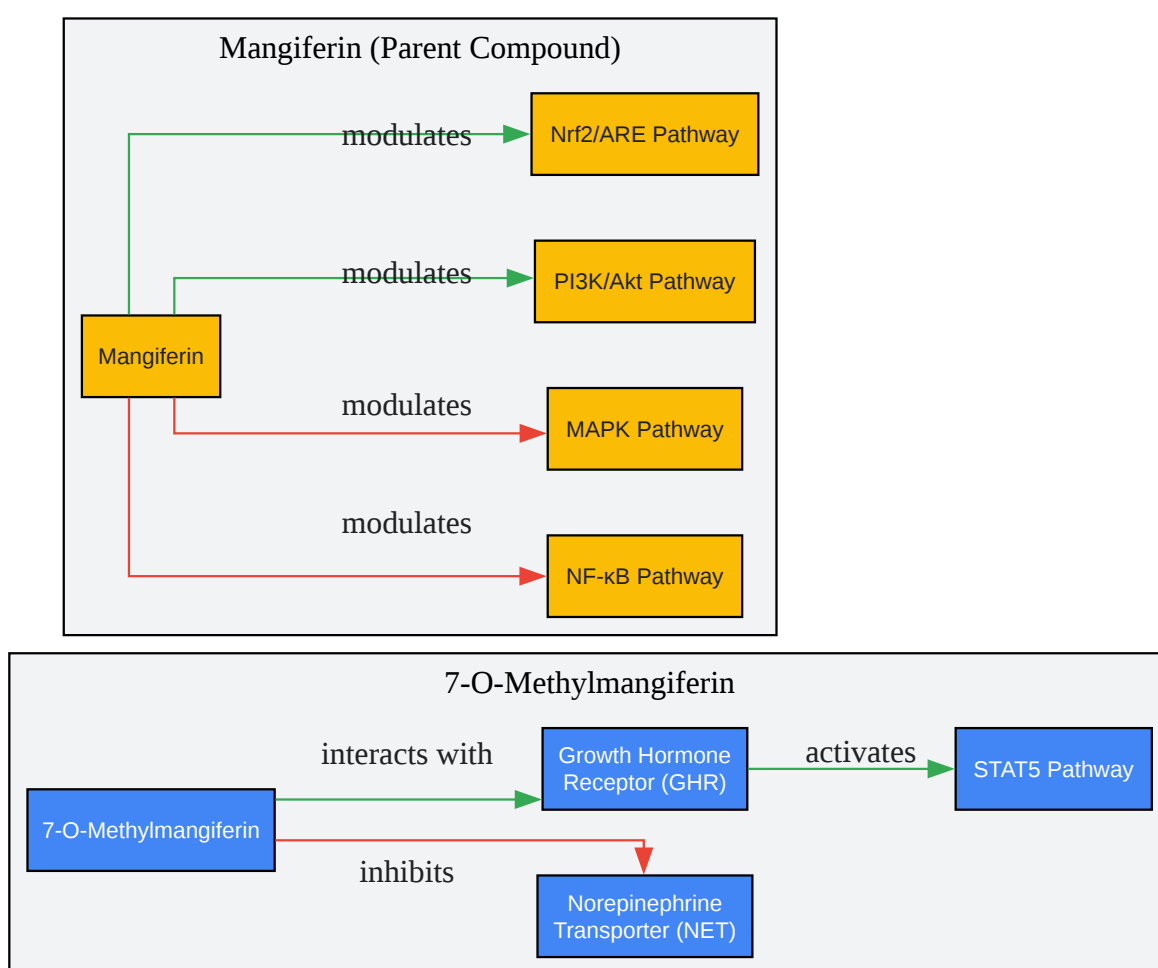 Mangiferin (Parent Compound)
modulates
Nrf2/ARE Pathway
modulates
PI3K/Akt Pathway
Mangiferin
modulates
MAPK Pathway
modulates
NF-κB Pathway
7-O-Methylmangiferin
interacts with
Growth Hormone
Receptor (GHR)
activates
STAT5 Pathway
7-O-Methylmangiferin
inhibits
Norepinephrine
Transporter (NET)